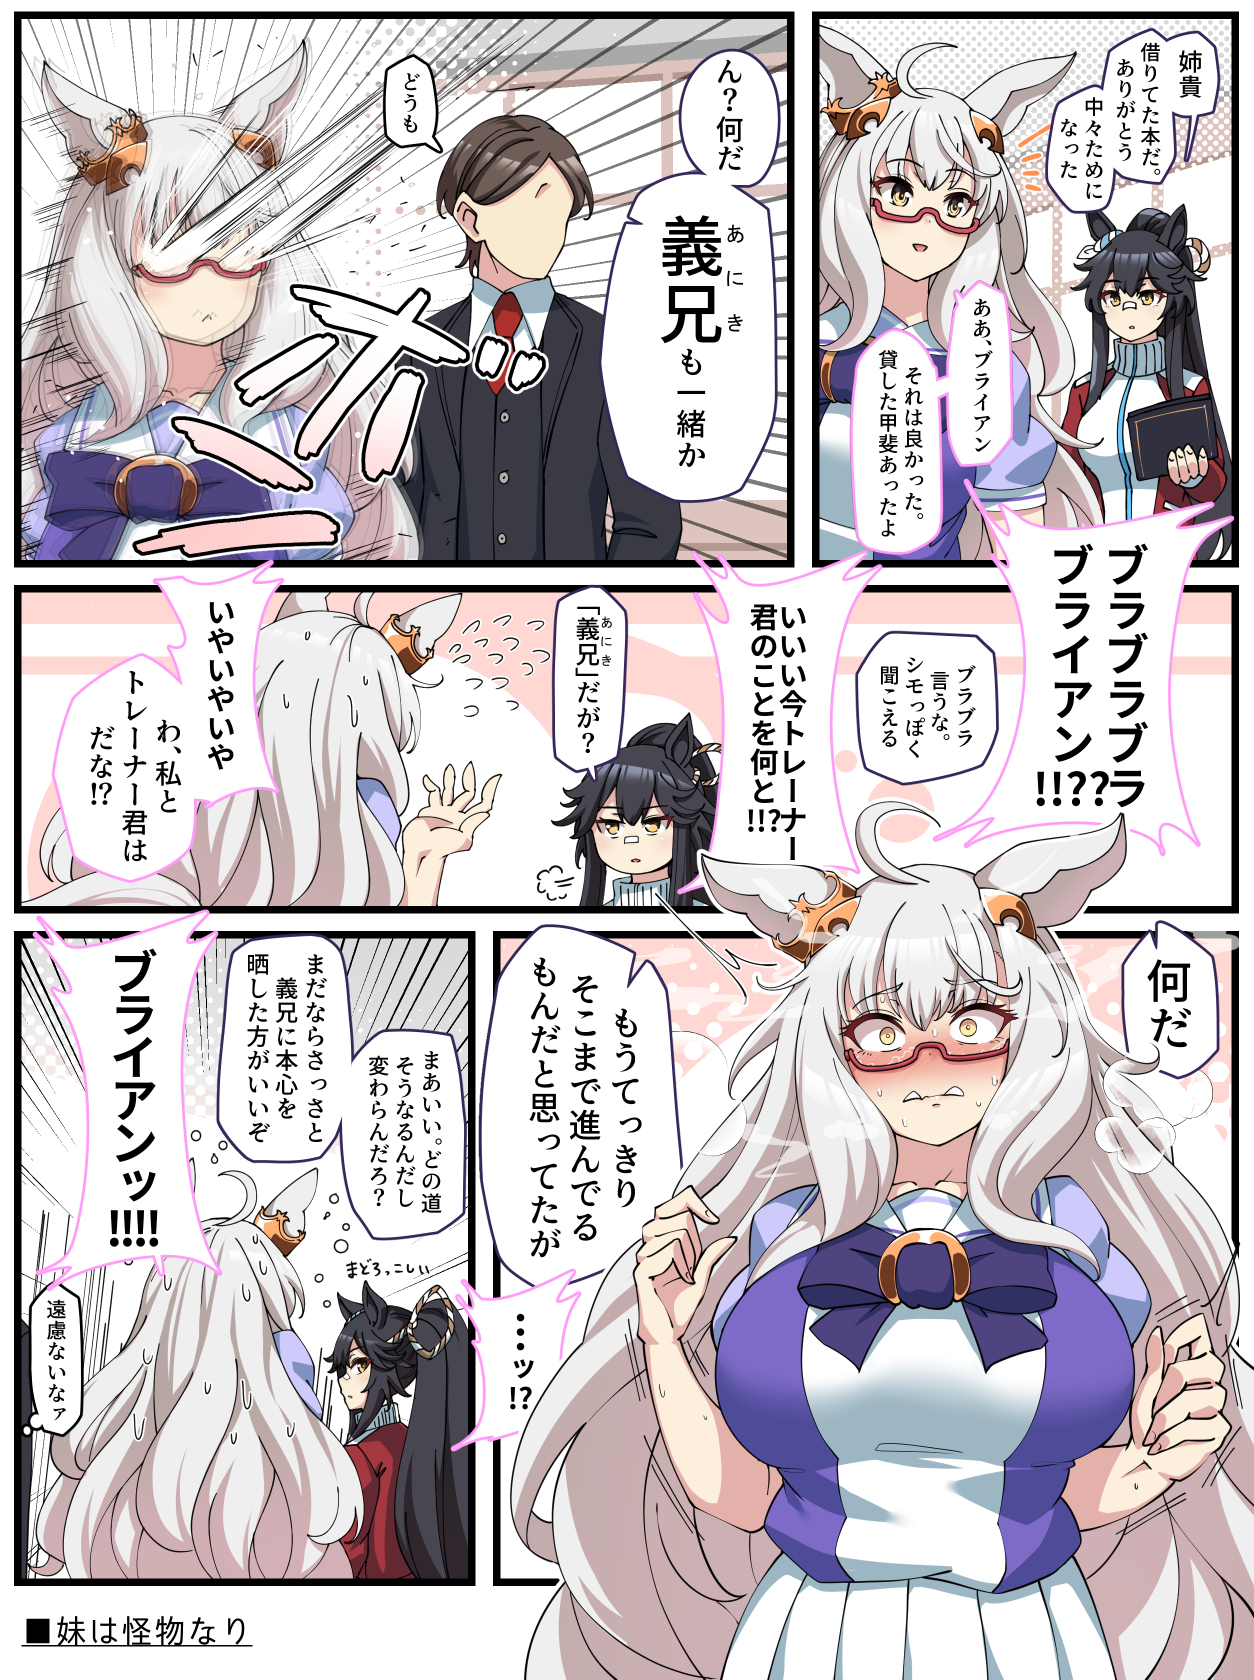 姉貴
借りてた本だ。
ありがとう
中々ために
なった
ああ、ブライアン
それは良かった。
貸した甲斐あったよ
ん？何だ
義兄も一緒か
あにき
どうも
ボッ
ブラブラブラ
ブライアン!!??
ブラブラ
言うな。
シモっぽく
聞こえる
いいい今トレーナー
君のことを何と!!?
「義兄」だが？
あにき
いやいやいや
わ、私と
トレーナー君は
だな!?
何だ
もうてっきり
そこまで進んでる
もんだと思ってたが
…ッ!?
まあいい。どの道
そうなるんだし
変わらんだろ？
まだならさっさと
義兄に本心を
晒した方がいいぞ
まどろっこしい
ブライアンッ!!!!
遠慮ないなァ
■妹は怪物なり